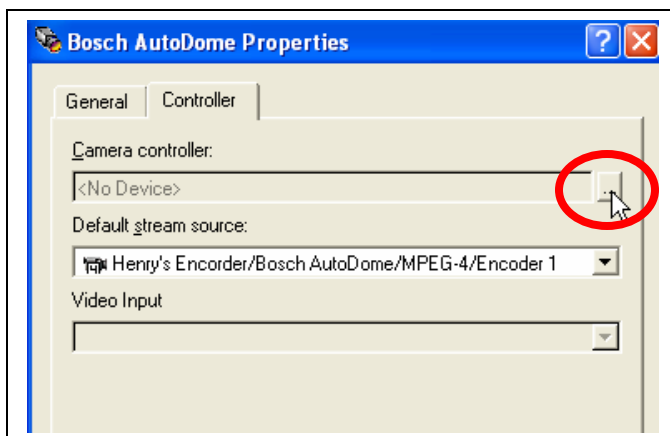 Bosch AutoDome Properties
General Controller
Camera controller:
<No Device> ...
Default stream source:
Henry's Encorder/Bosch AutoDome/MPEG-4/Encoder 1
Video Input